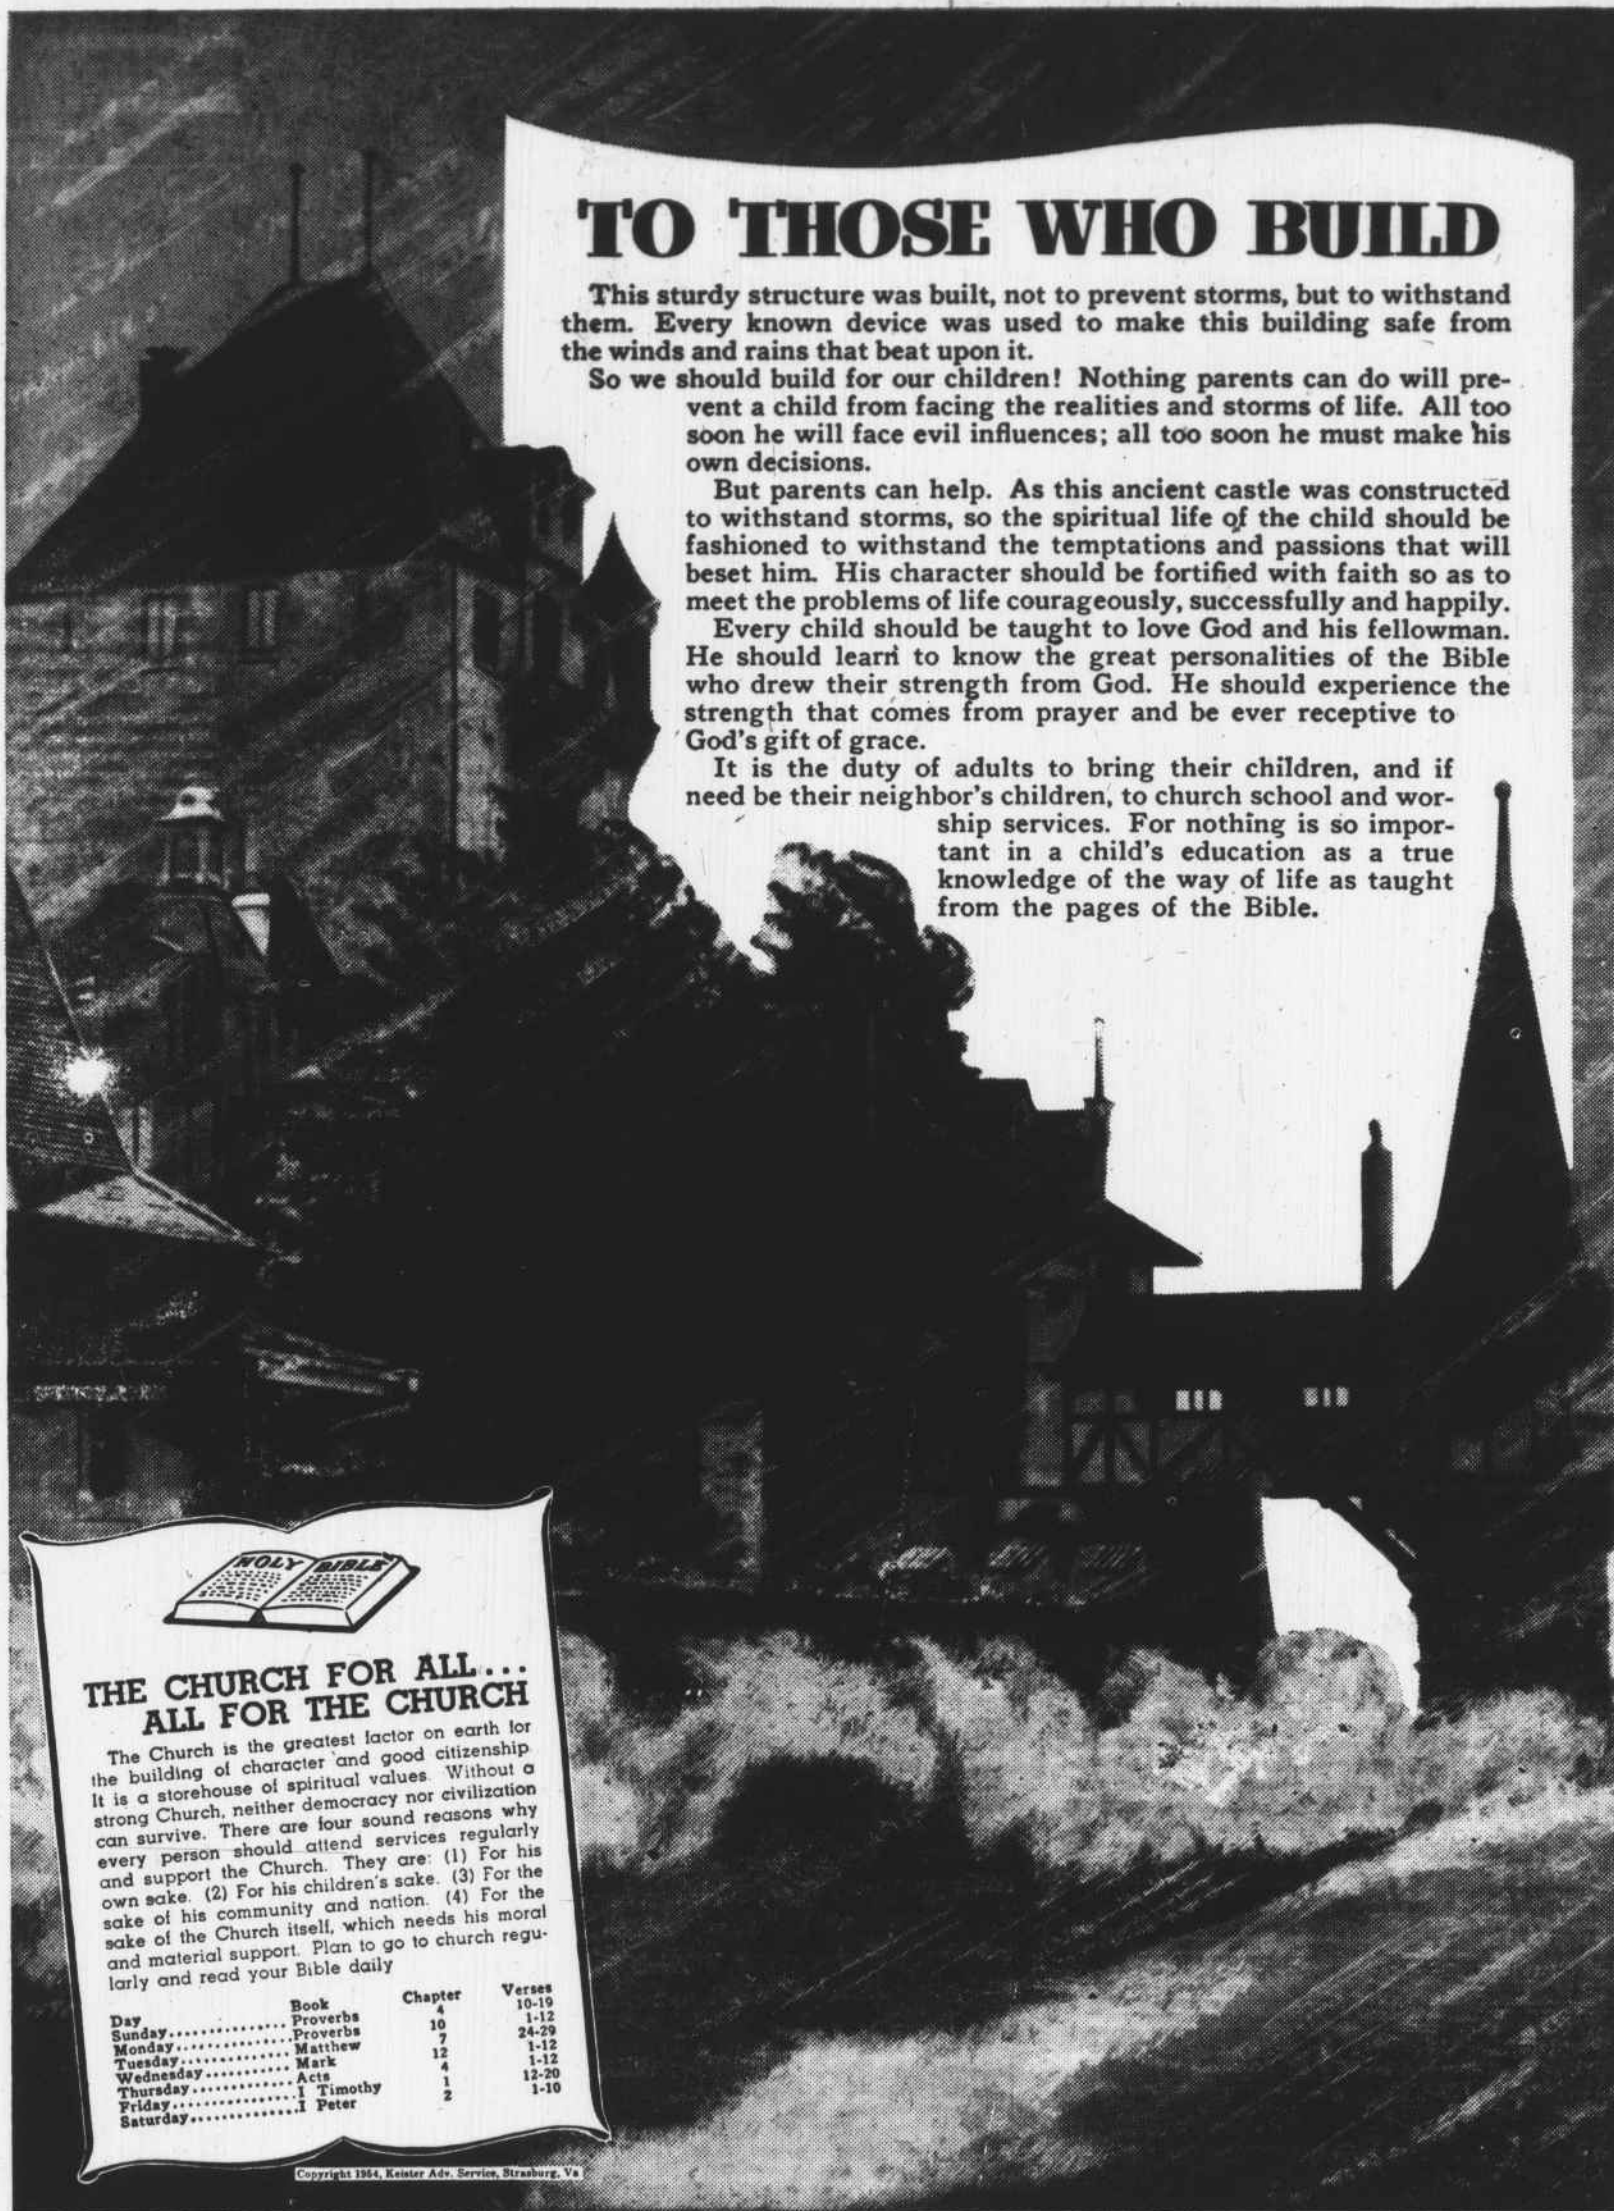 TO THOSE WHO BUILD
This sturdy structure was built, not to prevent storms, but to withstand
them. Every known device was used to make this building safe from
the winds and rains that beat upon it.
So we should build for our children! Nothing parents can do will pre-
vent a child from facing the realities and storms of life. All too
soon he will face evil influences; all too soon he must make his
own decisions.
But parents can help. As this ancient castle was constructed
to withstand storms, so the spiritual life of the child should be
fashioned to withstand the temptations and passions that will
beset him. His character should be fortified with faith so as to
meet the problems of life courageously, successfully and happily.
Every child should be taught to love God and his fellowman.
He should learn to know the great personalities of the Bible
who drew their strength from God. He should experience the
strength that comes from prayer and be ever receptive to
God's gift of grace.
It is the duty of adults to bring their children, and if
need be their neighbor's children, to church school and wor-
ship services. For nothing is so impor-
tant in a child's education as a true
knowledge of the way of life as taught
from the pages of the Bible.
HOLY BIBLE
THE CHURCH FOR ALL...
ALL FOR THE CHURCH
The Church is the greatest factor on earth for
the building of character and good citizenship.
It is a storehouse of spiritual values. Without a
strong Church, neither democracy nor civilization
can survive. There are four sound reasons why
every person should attend services regularly
and support the Church. They are: (1) For his
own sake. (2) For his children's sake. (3) For the
sake of his community and nation. (4) For the
sake of the Church itself, which needs his moral
and material support. Plan to go to church regu-
larly and read your Bible daily
Day Book Chapter Verses
Sunday............... Proverbs 4 10-19
Monday...............Proverbs 10 1-12
Tuesday.............. Matthew 7 24-29
Wednesday........... Mark 12 1-12
Thursday............. Acts 4 1-12
Friday................I Timothy 1 12-20
Saturday..............I Peter 2 1-10
Copyright 1954, Keister Adv. Service, Strasburg, Va